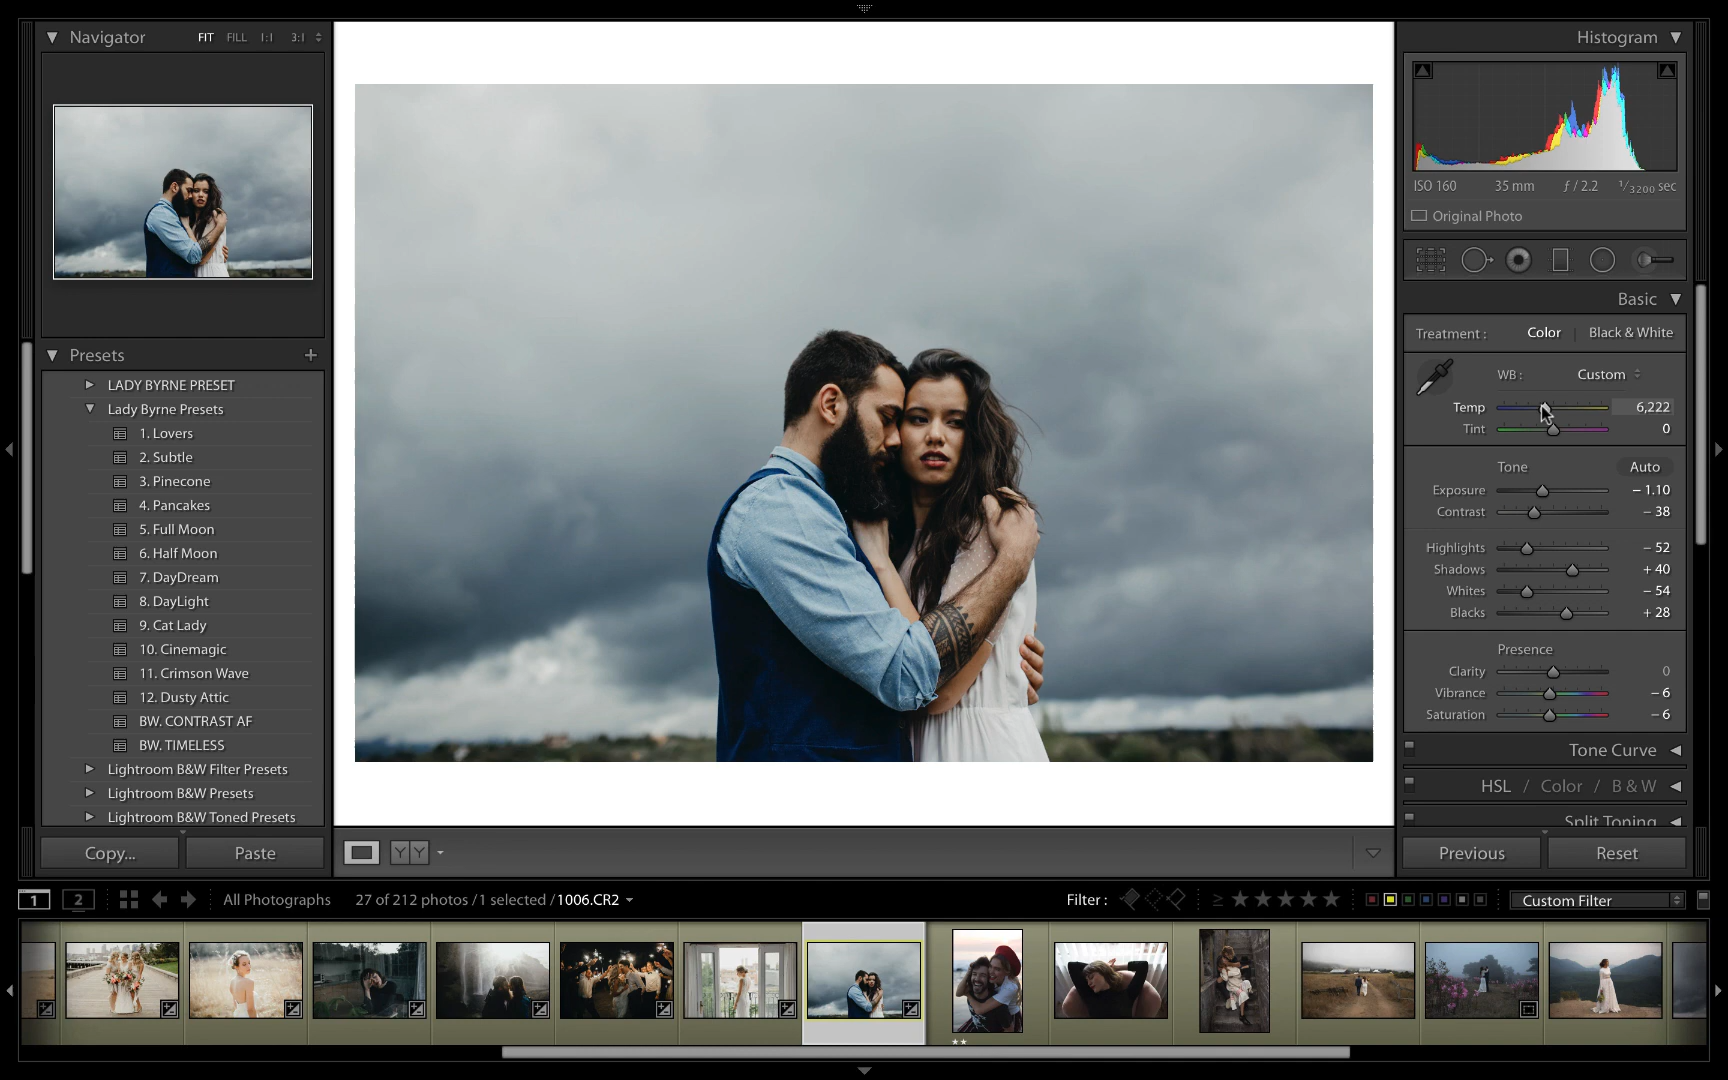 Navigator FIT FILL 1:1 3:1
Presets +
LADY BYRNE PRESET
Lady Byrne Presets
1. Lovers
2. Subtle
3. Pinecone
4. Pancakes
5. Full Moon
6. Half Moon
7. DayDream
8. DayLight
9. Cat Lady
10. Cinemagic
11. Crimson Wave
12. Dusty Attic
BW. CONTRAST AF
BW. TIMELESS
Lightroom B&W Filter Presets
Lightroom B&W Presets
Lightroom B&W Toned Presets
Copy... Paste
YY
Histogram
ISO 160 35 mm ƒ / 2.2 1/3200 sec
Original Photo
Basic
Treatment : Color | Black & White
WB : Custom
Temp 6,222
Tint 0
Tone Auto
Exposure – 1.10
Contrast – 38
Highlights – 52
Shadows + 40
Whites – 54
Blacks + 28
Presence
Clarity 0
Vibrance – 6
Saturation – 6
Tone Curve
HSL / Color / B & W
Split Toning
Previous Reset
1 2 All Photographs 27 of 212 photos /1 selected /1006.CR2 Filter : ≥ ★ ★ ★ ★ ★ Custom Filter
★★